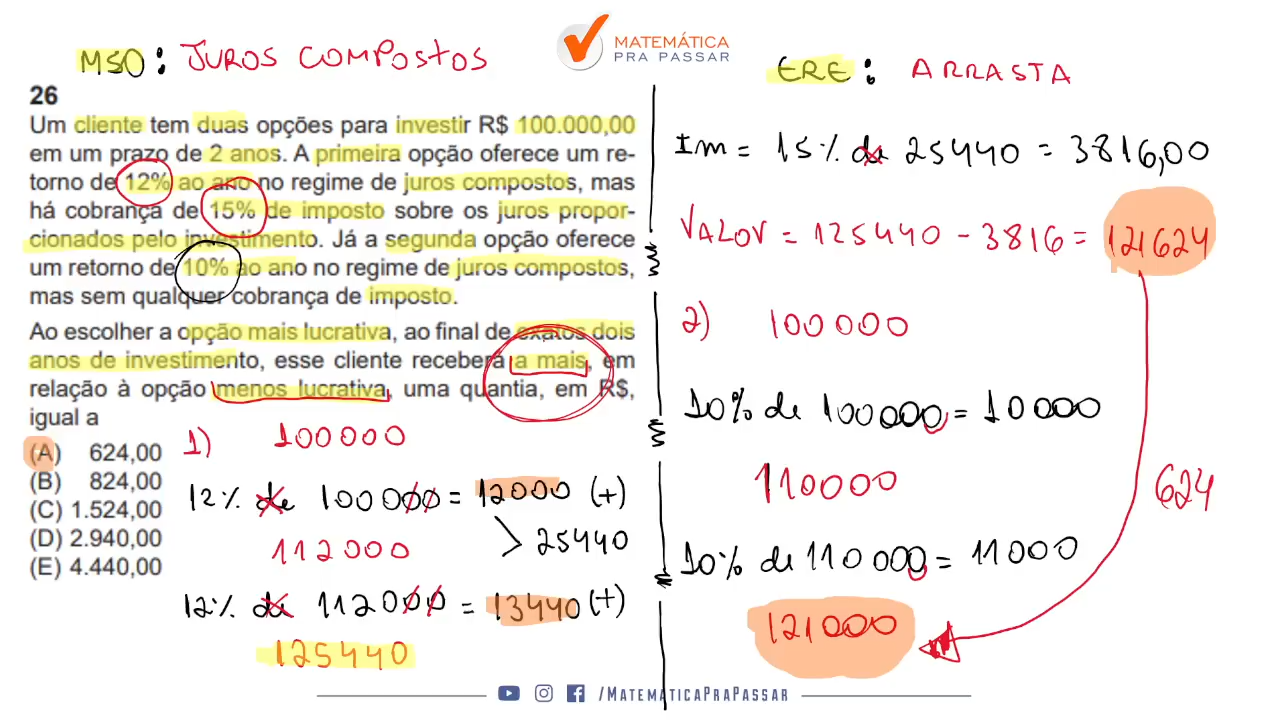 MATEMÁTICA
PRA PASSAR
MSO: JUROS COMPOSTOS
26
Um cliente tem duas opções para investir R$ 100.000,00
em um prazo de 2 anos. A primeira opção oferece um re-
torno de 12% ao ano no regime de juros compostos, mas
há cobrança de 15% de imposto sobre os juros propor-
cionados pelo investimento. Já a segunda opção oferece
um retorno de 10% ao ano no regime de juros compostos,
mas sem qualquer cobrança de imposto.
Ao escolher a opção mais lucrativa, ao final de exatos dois
anos de investimento, esse cliente receberá a mais, em
relação à opção menos lucrativa, uma quantia, em R$,
igual a
(A) 624,00
(B) 824,00
(C) 1.524,00
(D) 2.940,00
(E) 4.440,00
1) 100000
12% de 100000 = 12000 (+)
> 25440
112000
12% de 112000 = 13440 (+)
125440
ERE: ARRASTA
Im = 15% de 25440 = 3816,00
VALOV = 125440 - 3816 = 121624
2) 100000
10% de 100000 = 10000
110000
624
10% de 110000 = 11000
121000
/MATEMÁTICAPRAPASSAR